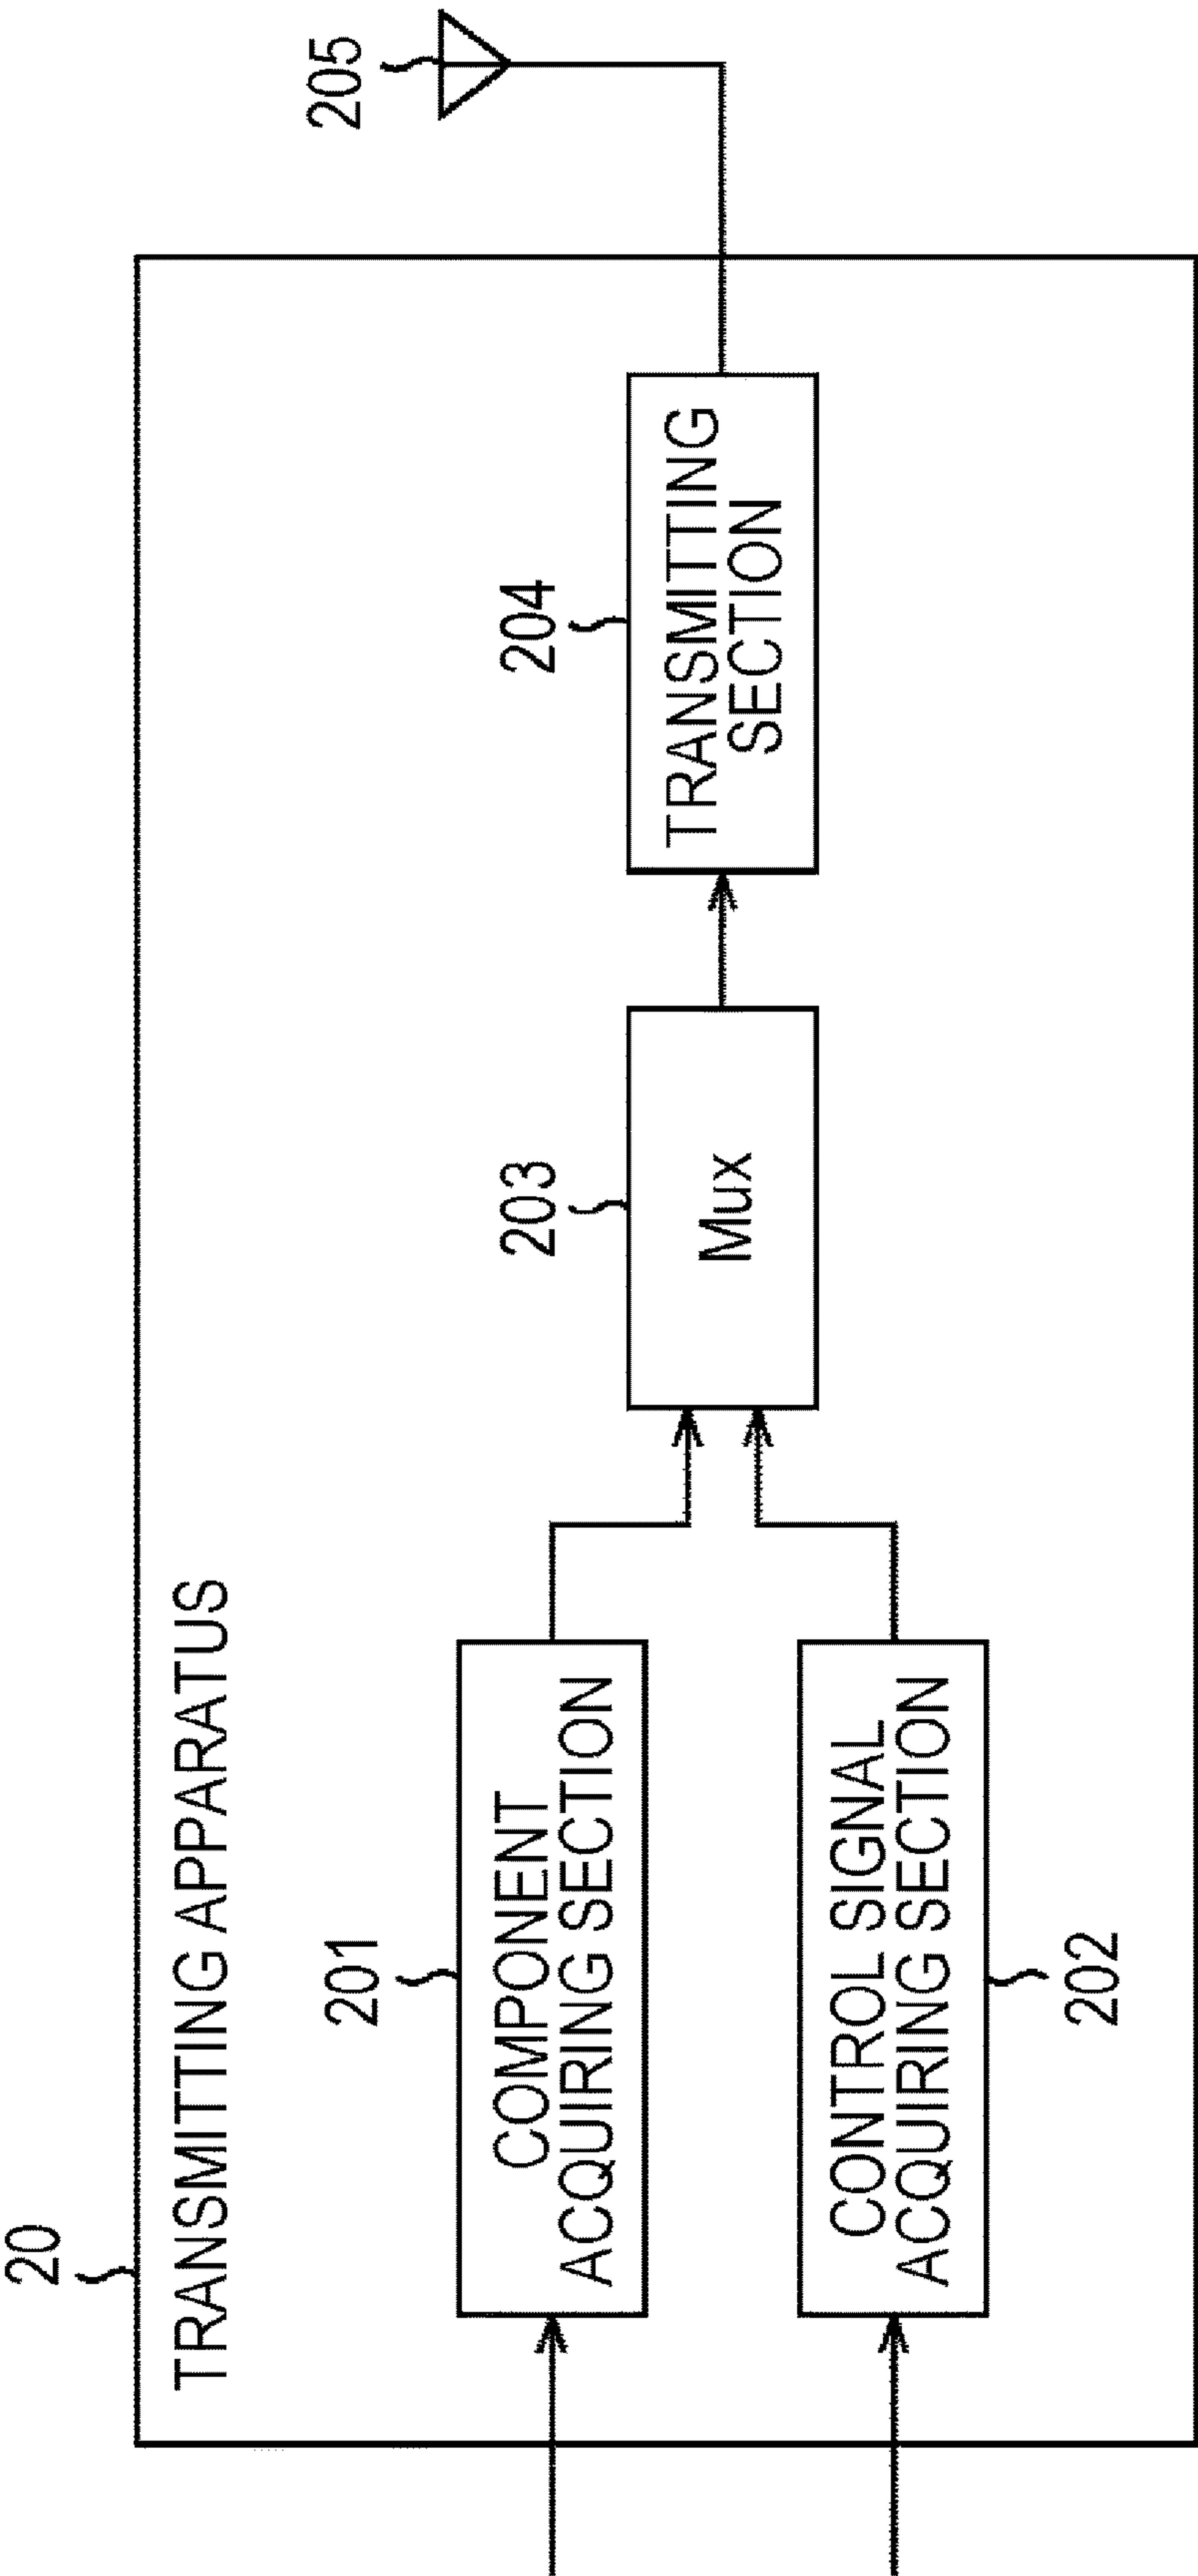 20
TRANSMITTING APPARATUS
201
COMPONENT
ACQUIRING SECTION
CONTROL SIGNAL
ACQUIRING SECTION
202
203
Mux
204
TRANSMITTING
SECTION
205